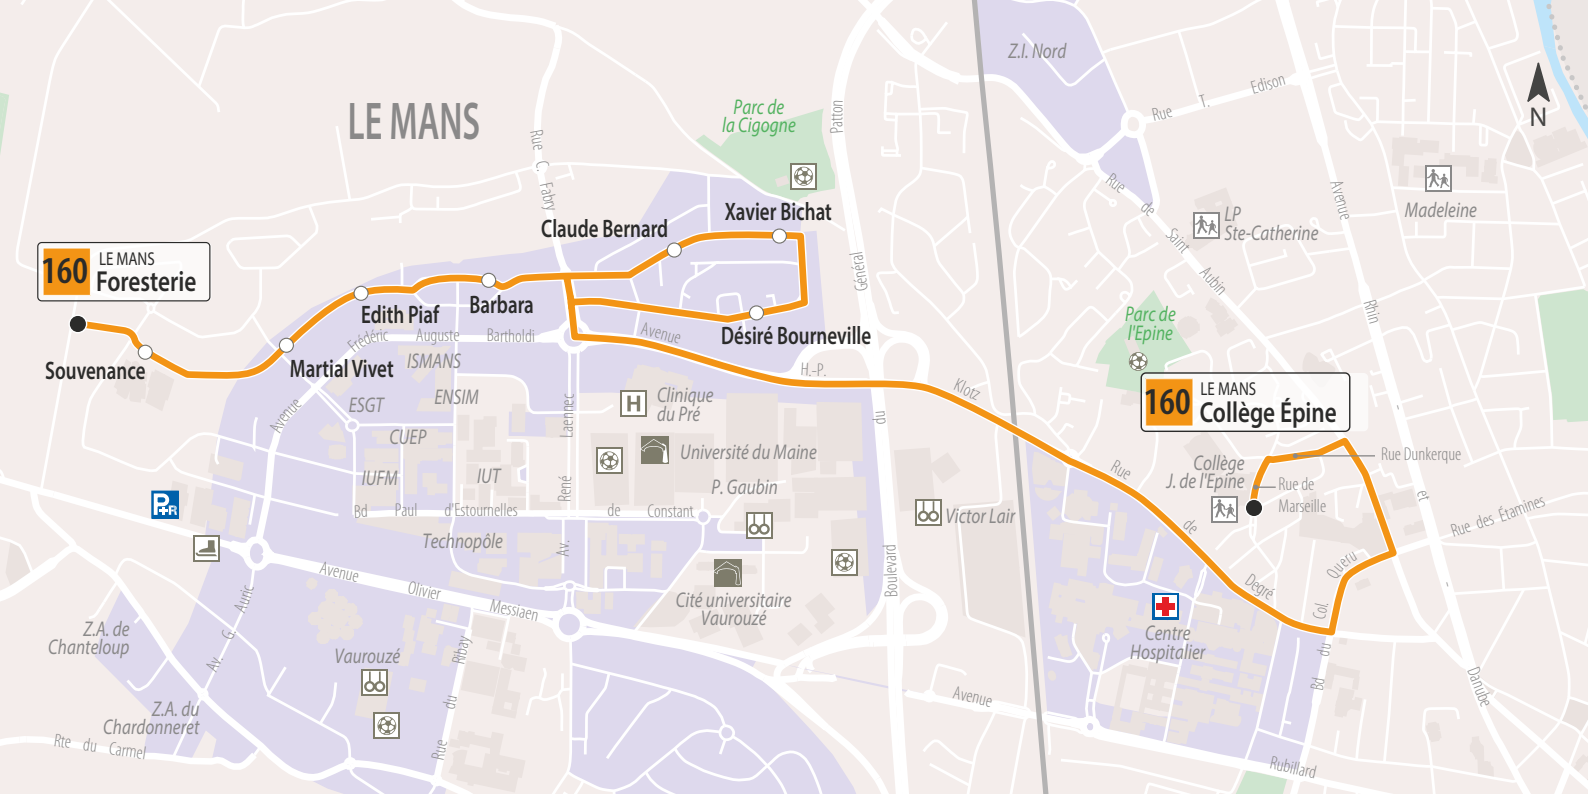 LE MANS
Z.I. Nord
Rue T. Edison
N
Parc de
la Cigogne
Patton
Rue C. Fabry
Rue de Saint Aubin
Avenue
Madeleine
LP
Ste-Catherine
Claude Bernard
Xavier Bichat
160
LE MANS
Foresterie
Général
Edith Piaf
Barbara
Parc de
l'Epine
Rhin
Souvenance
Martial Vivet
Frédéric Auguste Bartholdi
Avenue
Désiré Bourneville
H.-P.
Klotz
ISMANS
ENSIM
ESGT
Avenue
Clinique
du Pré
H
Laennec
du
160
LE MANS
Collège Épine
CUEP
Université du Maine
Rue Dunkerque
IUFM
IUT
P. Gaubin
Rue
Collège
J. de l'Epine
Rue de
Marseille
et
P+R
René
Bd Paul d'Estournelles de Constant
Victor Lair
de
Rue des Étamines
Technopôle
Av.
Boulevard
Queru
Avenue Olivier Messiaen
Degré
Cité universitaire
Vaurouzé
Col.
Auric
G.
Av.
Z.A. de
Chanteloup
Centre
Hospitalier
Vaurouzé
Ribay
du
Rue
du
Bd
Danube
Avenue
Z.A. du
Chardonneret
Rte du Carmel
Rubillard